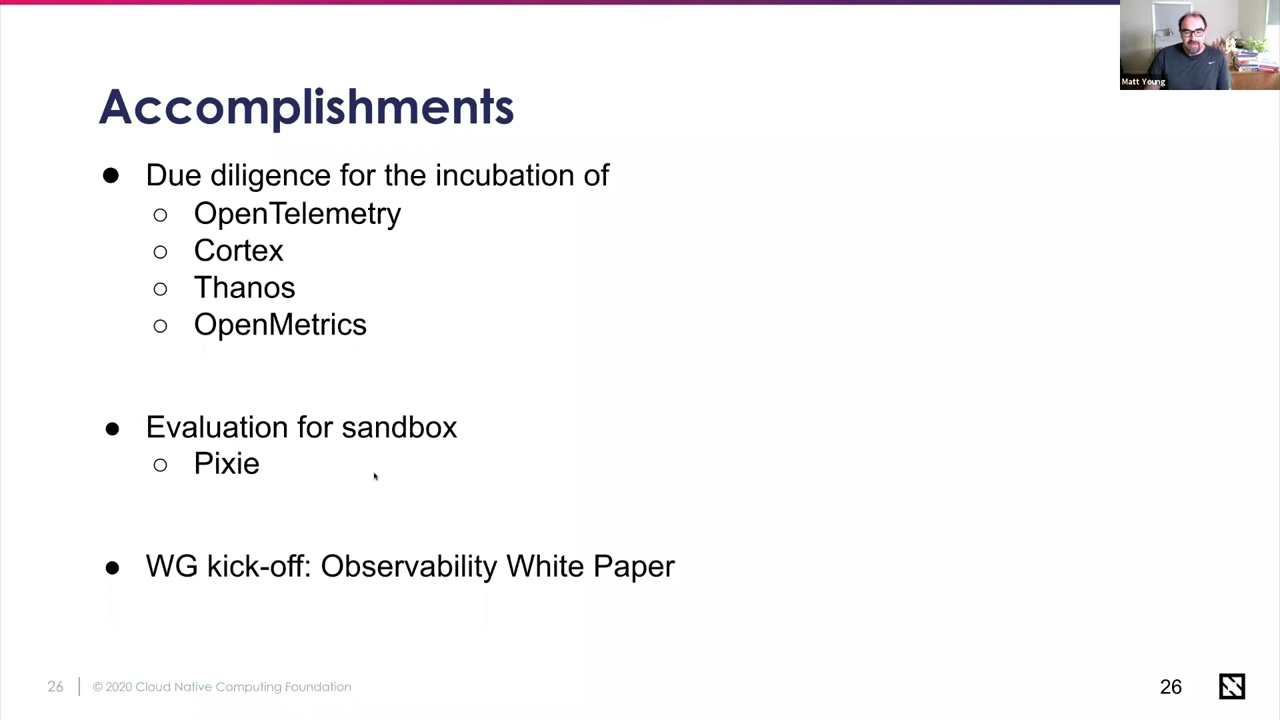 Matt Young
Accomplishments
● Due diligence for the incubation of
○ OpenTelemetry
○ Cortex
○ Thanos
○ OpenMetrics
● Evaluation for sandbox
○ Pixie
● WG kick-off: Observability White Paper
26 | © 2020 Cloud Native Computing Foundation
26